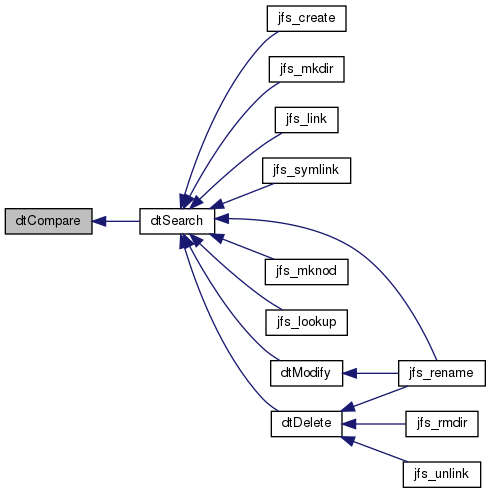 jfs_create
jfs_mkdir
jfs_link
jfs_symlink
dtCompare
dtSearch
jfs_mknod
jfs_lookup
dtModify
jfs_rename
dtDelete
jfs_rmdir
jfs_unlink